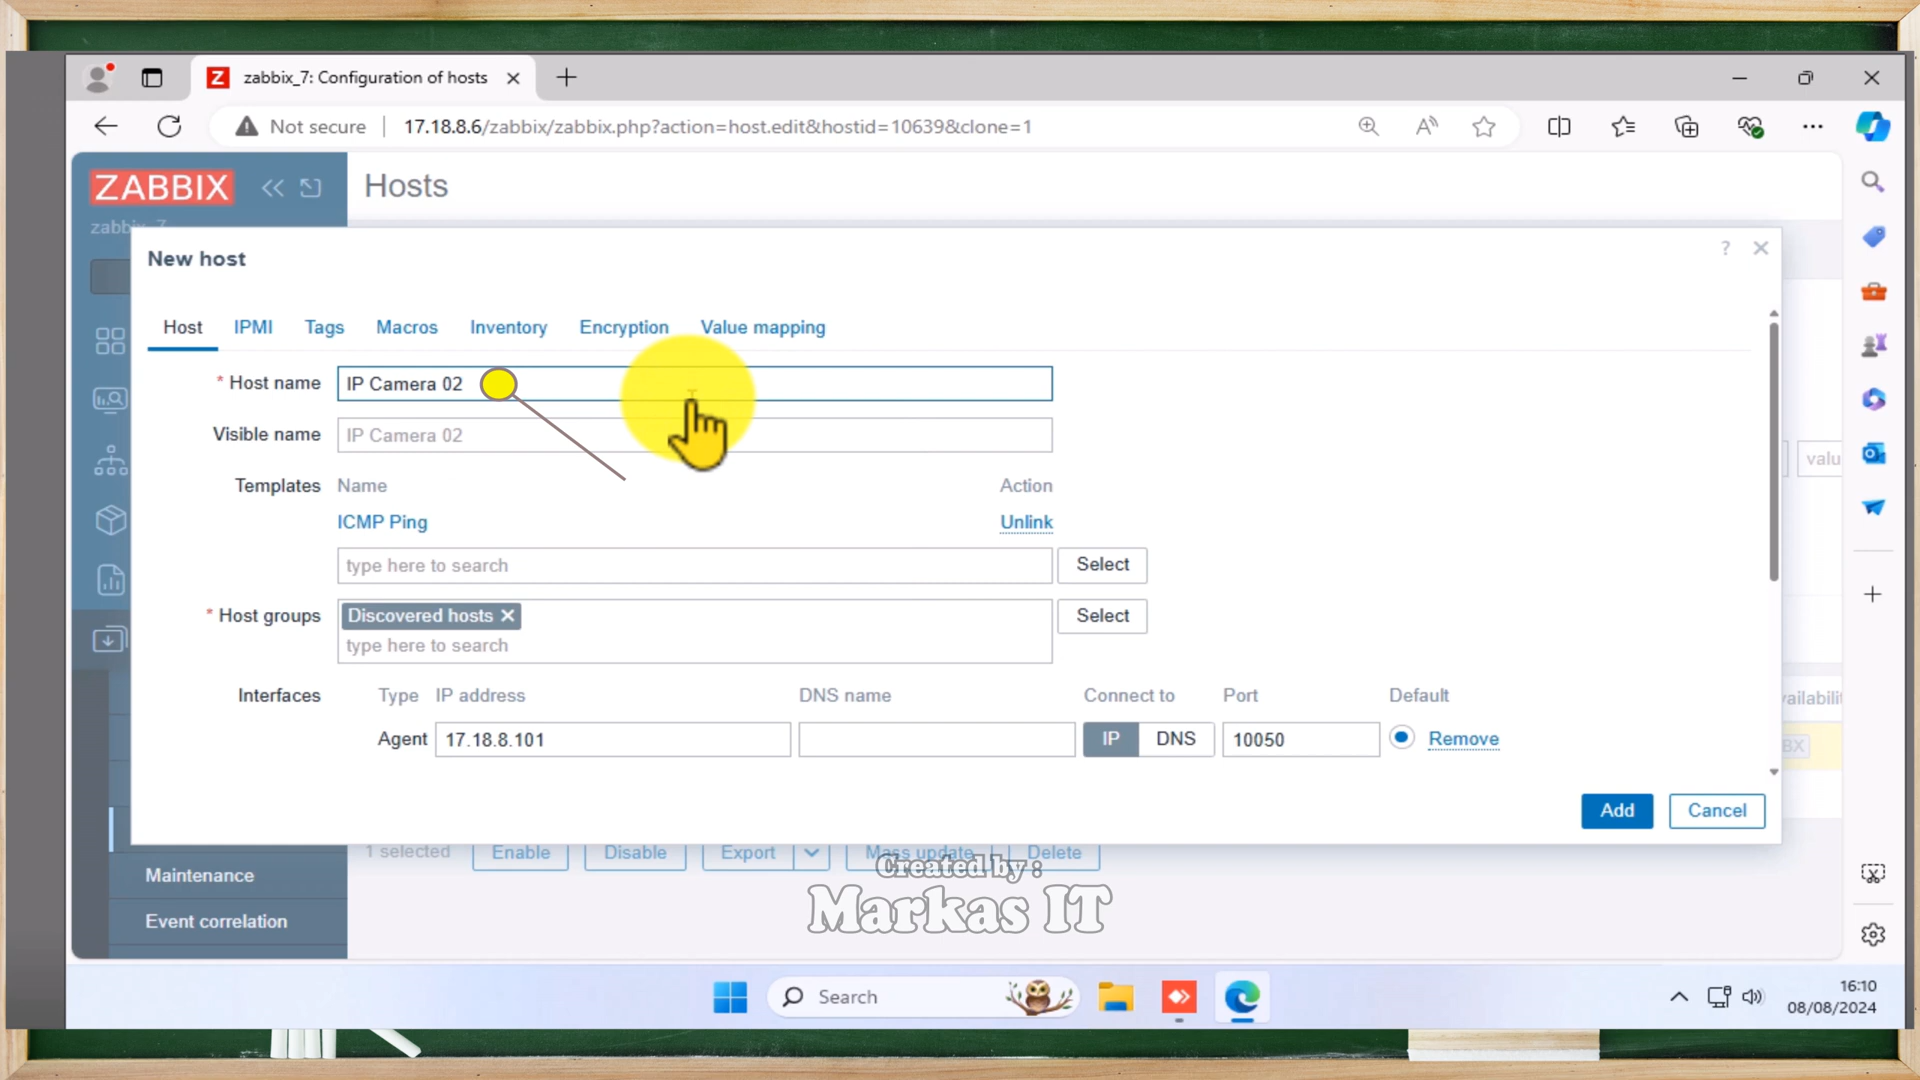 zabbix_7: Configuration of hosts
Not secure
17.18.8.6/zabbix/zabbix.php?action=host.edit&hostid=10639&clone=1
ZABBIX
Hosts
New host
?
Host IPMI Tags Macros Inventory Encryption Value mapping
* Host name IP Camera 02
Visible name IP Camera 02
Templates Name Action
ICMP Ping Unlink
type here to search Select
* Host groups Discovered hosts Select
type here to search
Interfaces Type IP address DNS name Connect to Port Default
Agent 17.18.8.101 IP DNS 10050 Remove
Add Cancel
1 selected Enable Disable Export Mass update Delete
Created by :
Markas IT
Maintenance
Event correlation
Search
16:10
08/08/2024